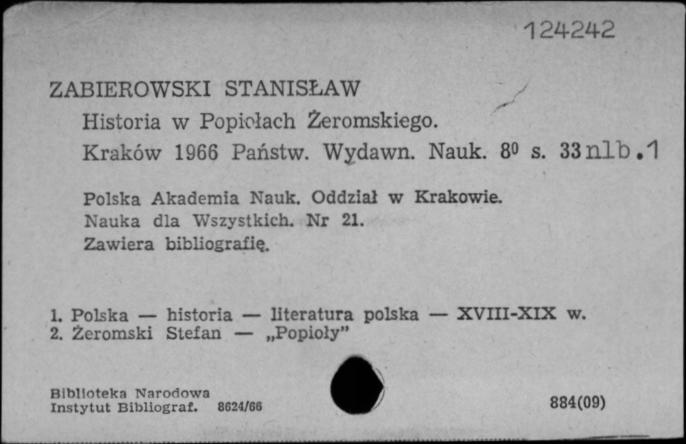 124242
ZABIEROWSKI STANISŁAW
Historia w Popiołach Żeromskiego.
Kraków 1966 Państw. Wydawn. Nauk. 8⁰ s. 33 nlb.1
Polska Akademia Nauk. Oddział w Krakowie.
Nauka dla Wszystkich. Nr 21.
Zawiera bibliografię.
1. Polska — historia — literatura polska — XVIII-XIX w.
2. Żeromski Stefan — „Popioły”
Biblioteka Narodowa
Instytut Bibliograf. 8624/66
884(09)